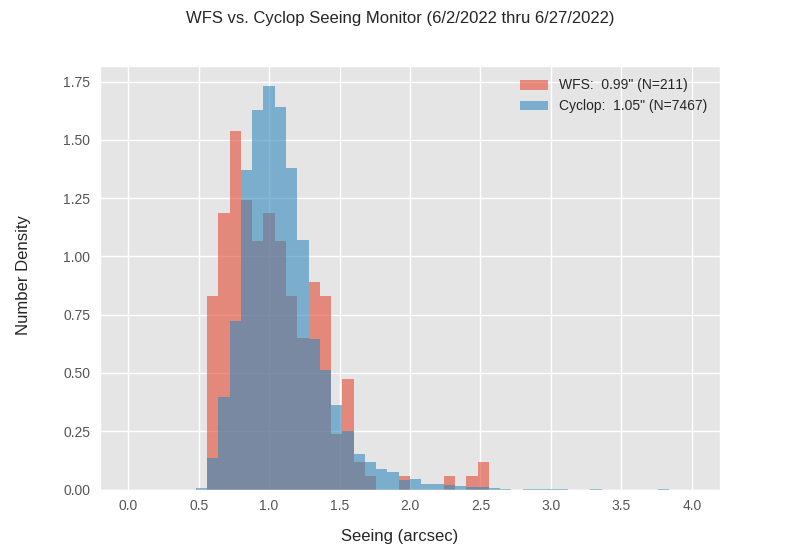 WFS vs. Cyclop Seeing Monitor (6/2/2022 thru 6/27/2022)
WFS:  0.99" (N=211)
Cyclop:  1.05" (N=7467)
Number Density
1.75
1.50
1.25
1.00
0.75
0.50
0.25
0.00
0.0 0.5 1.0 1.5 2.0 2.5 3.0 3.5 4.0
Seeing (arcsec)